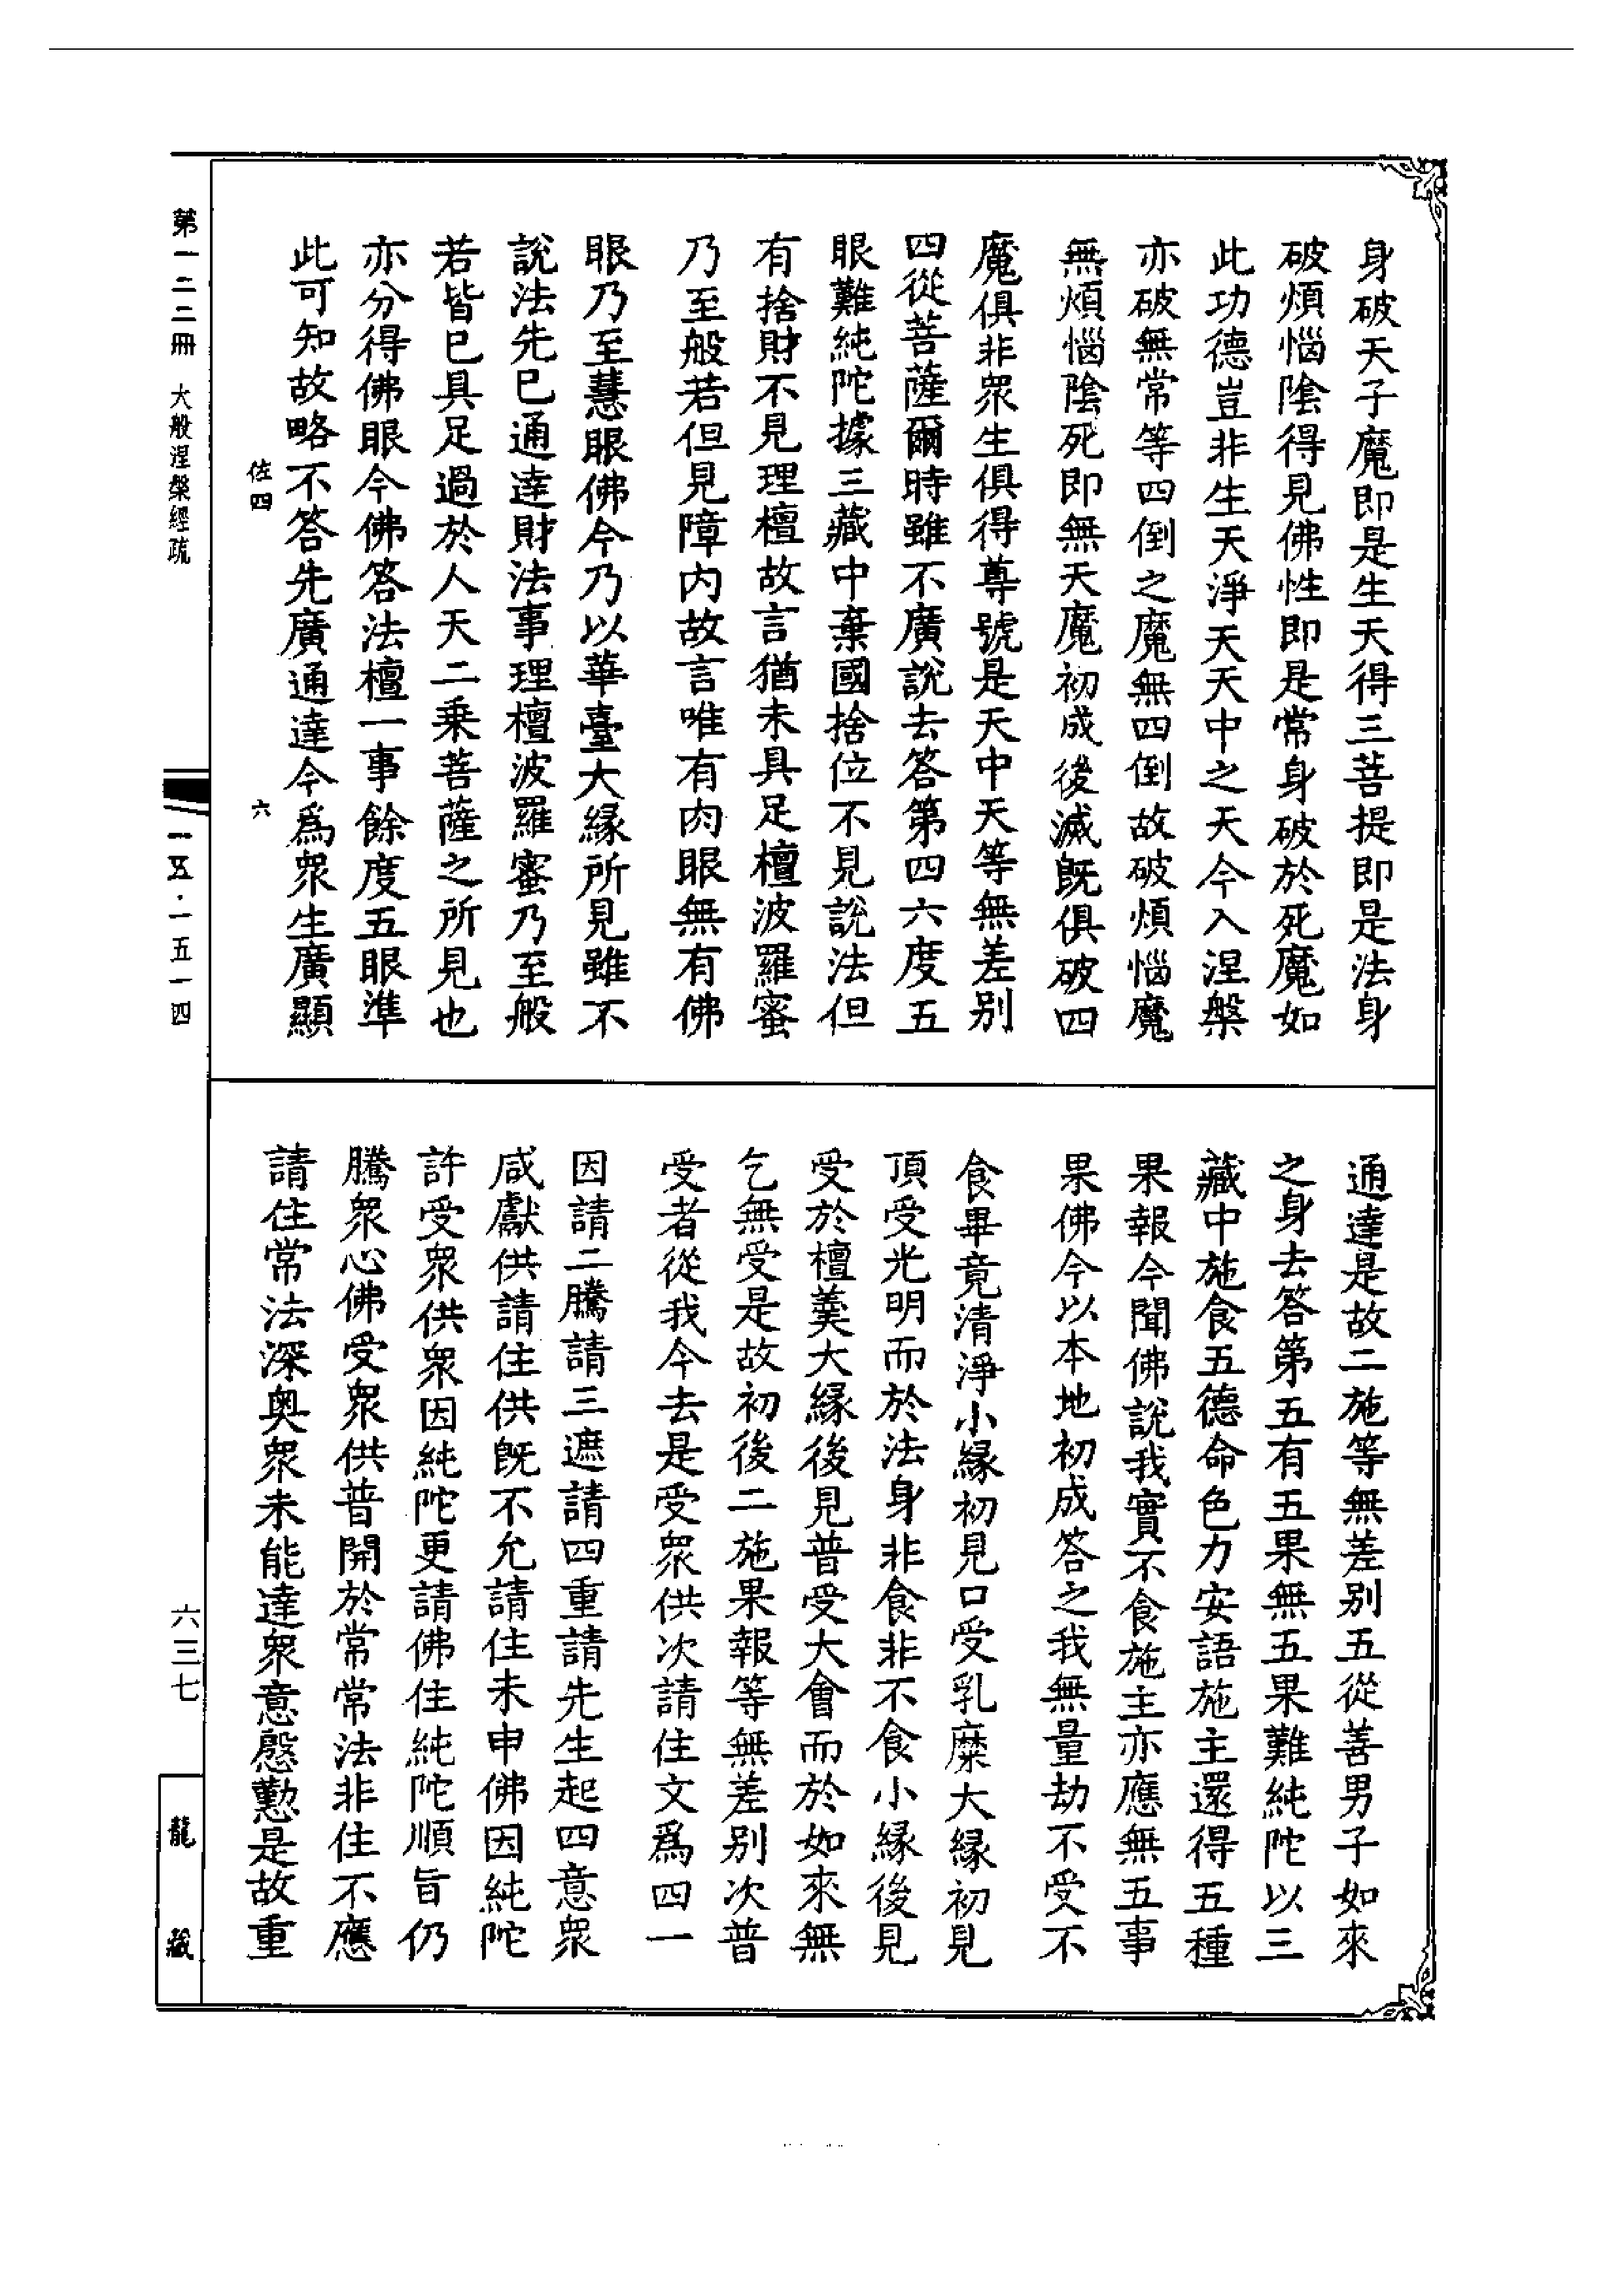 身破天子魔即是生天得三菩提即是法身
破煩惱陰得見佛性即是常身破於死魔如
此功德豈非生天淨天天中之天今入涅槃
亦破無常等四倒之魔無四倒故破煩惱魔
無煩惱陰死即無天魔初成後滅旣俱破四
魔俱非衆生俱得尊號是天中天等無差别
四從菩薩爾時雖不廣說去答第四六度五
眼難純陀據三藏中棄國捨位不見說法但
有捨財不見理檀故言猶未具足檀波羅蜜
乃至般若但見障内故言唯有肉眼無有佛
眼乃至慧眼佛今乃以華臺大緣所見雖不
說法先已通達財法事理檀波羅蜜乃至般
若皆已具足過於人天二乘菩薩之所見也
亦分得佛眼今佛答法檀一事餘度五眼準
此可知故略不答先廣通達今爲衆生廣顯
佐四 六
通達是故二施等無差别五從善男子如來
之身去答第五有五果無五果難純陀以三
藏中施食五德命色力安語施主還得五種
果報今聞佛說我實不食施主亦應無五事
果佛今以本地初成答之我無量劫不受不
食畢竟清淨小緣初見口受乳糜大緣初見
頂受光明而於法身非食非不食小緣後見
受於檀羹大緣後見普受大會而於如來無
乞無受是故初後二施果報等無差别次普
受者從我今去是受衆供次請住文爲四一
因請二騰請三遮請四重請先生起四意衆
咸獻供請住供旣不允請住未申佛因純陀
許受衆供衆因純陀更請佛住純陀順旨仍
騰衆心佛受衆供普開於常常法非住不應
請住常法深奥衆未能達衆意慇懃是故重
第一二二冊 大般涅槃經疏
一五·一五一四
六三七
龍藏